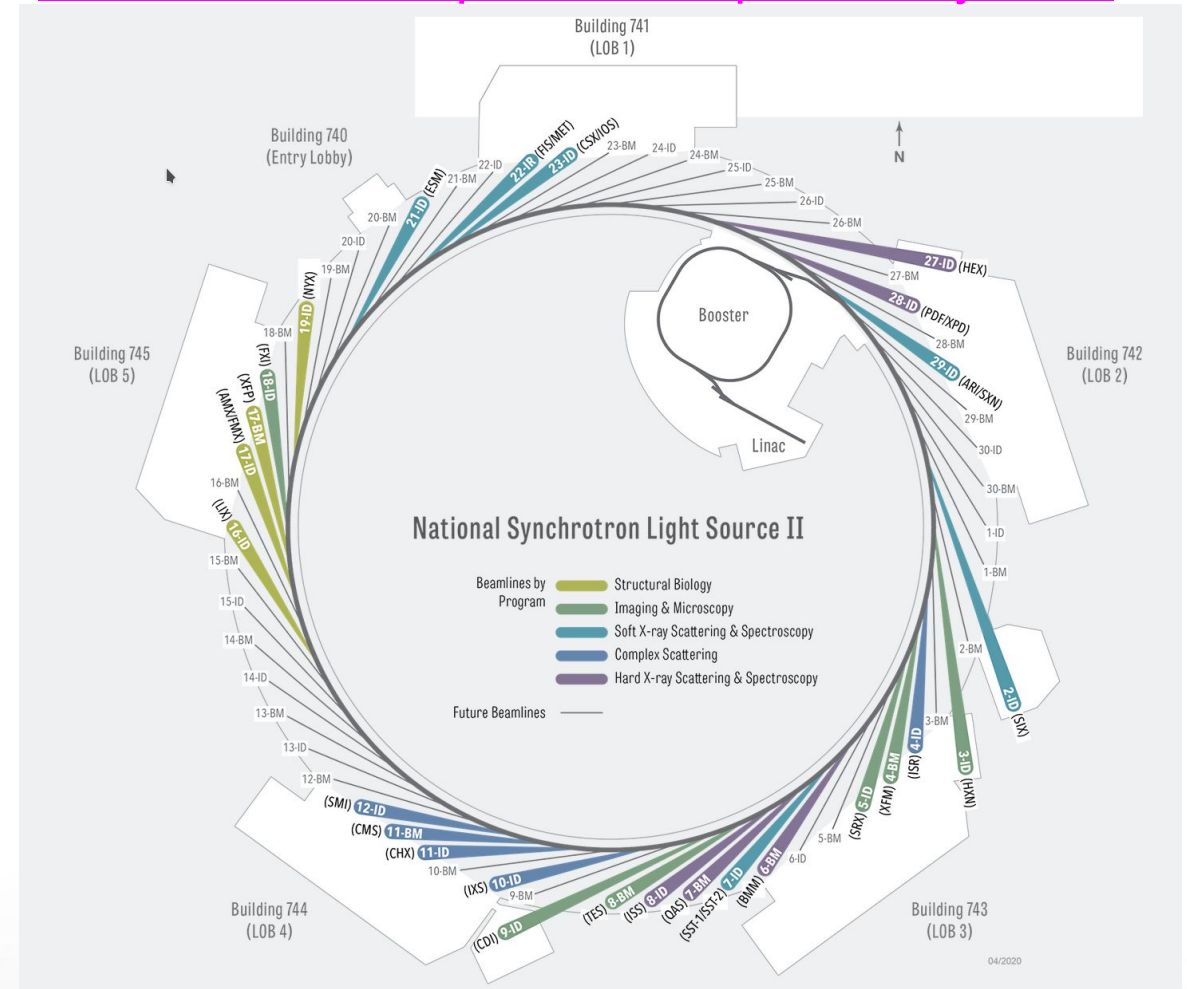 Building 741
(LOB 1)
Building 740
(Entry Lobby)
N
22-IR (FIS/MET)
23-ID (CSX/IOS)
23-BM
24-ID
24-BM
25-ID
25-BM
26-ID
26-BM
27-ID (HEX)
27-BM
28-ID (PDF/XPD)
28-BM
29-ID (ARI/SXN)
29-BM
30-ID
30-BM
1-ID
1-BM
2-ID (SIX)
2-BM
3-ID (HXN)
3-BM
4-ID (ISR)
4-BM (XFM)
5-ID (SRX)
5-BM
6-ID
6-BM (BMM)
7-ID (SST-1/SST-2)
7-BM (QAS)
8-ID (ISS)
8-BM (TES)
9-ID (CDI)
9-BM
(IXS) 10-ID
10-BM
(CHX) 11-ID
(CMS) 11-BM
(SMI) 12-ID
12-BM
13-ID
13-BM
14-ID
14-BM
15-ID
15-BM
(LIX) 16-ID
16-BM
(AMX/FMX) 17-ID
(XFP) 17-BM
(FXI) 18-ID
18-BM
19-ID (NYX)
19-BM
20-ID
20-BM
21-ID (ESM)
21-BM
22-ID
Building 745
(LOB 5)
Building 742
(LOB 2)
Booster
Linac
National Synchrotron Light Source II
Beamlines by
Program
Structural Biology
Imaging & Microscopy
Soft X-ray Scattering & Spectroscopy
Complex Scattering
Hard X-ray Scattering & Spectroscopy
Future Beamlines
Building 744
(LOB 4)
Building 743
(LOB 3)
04/2020